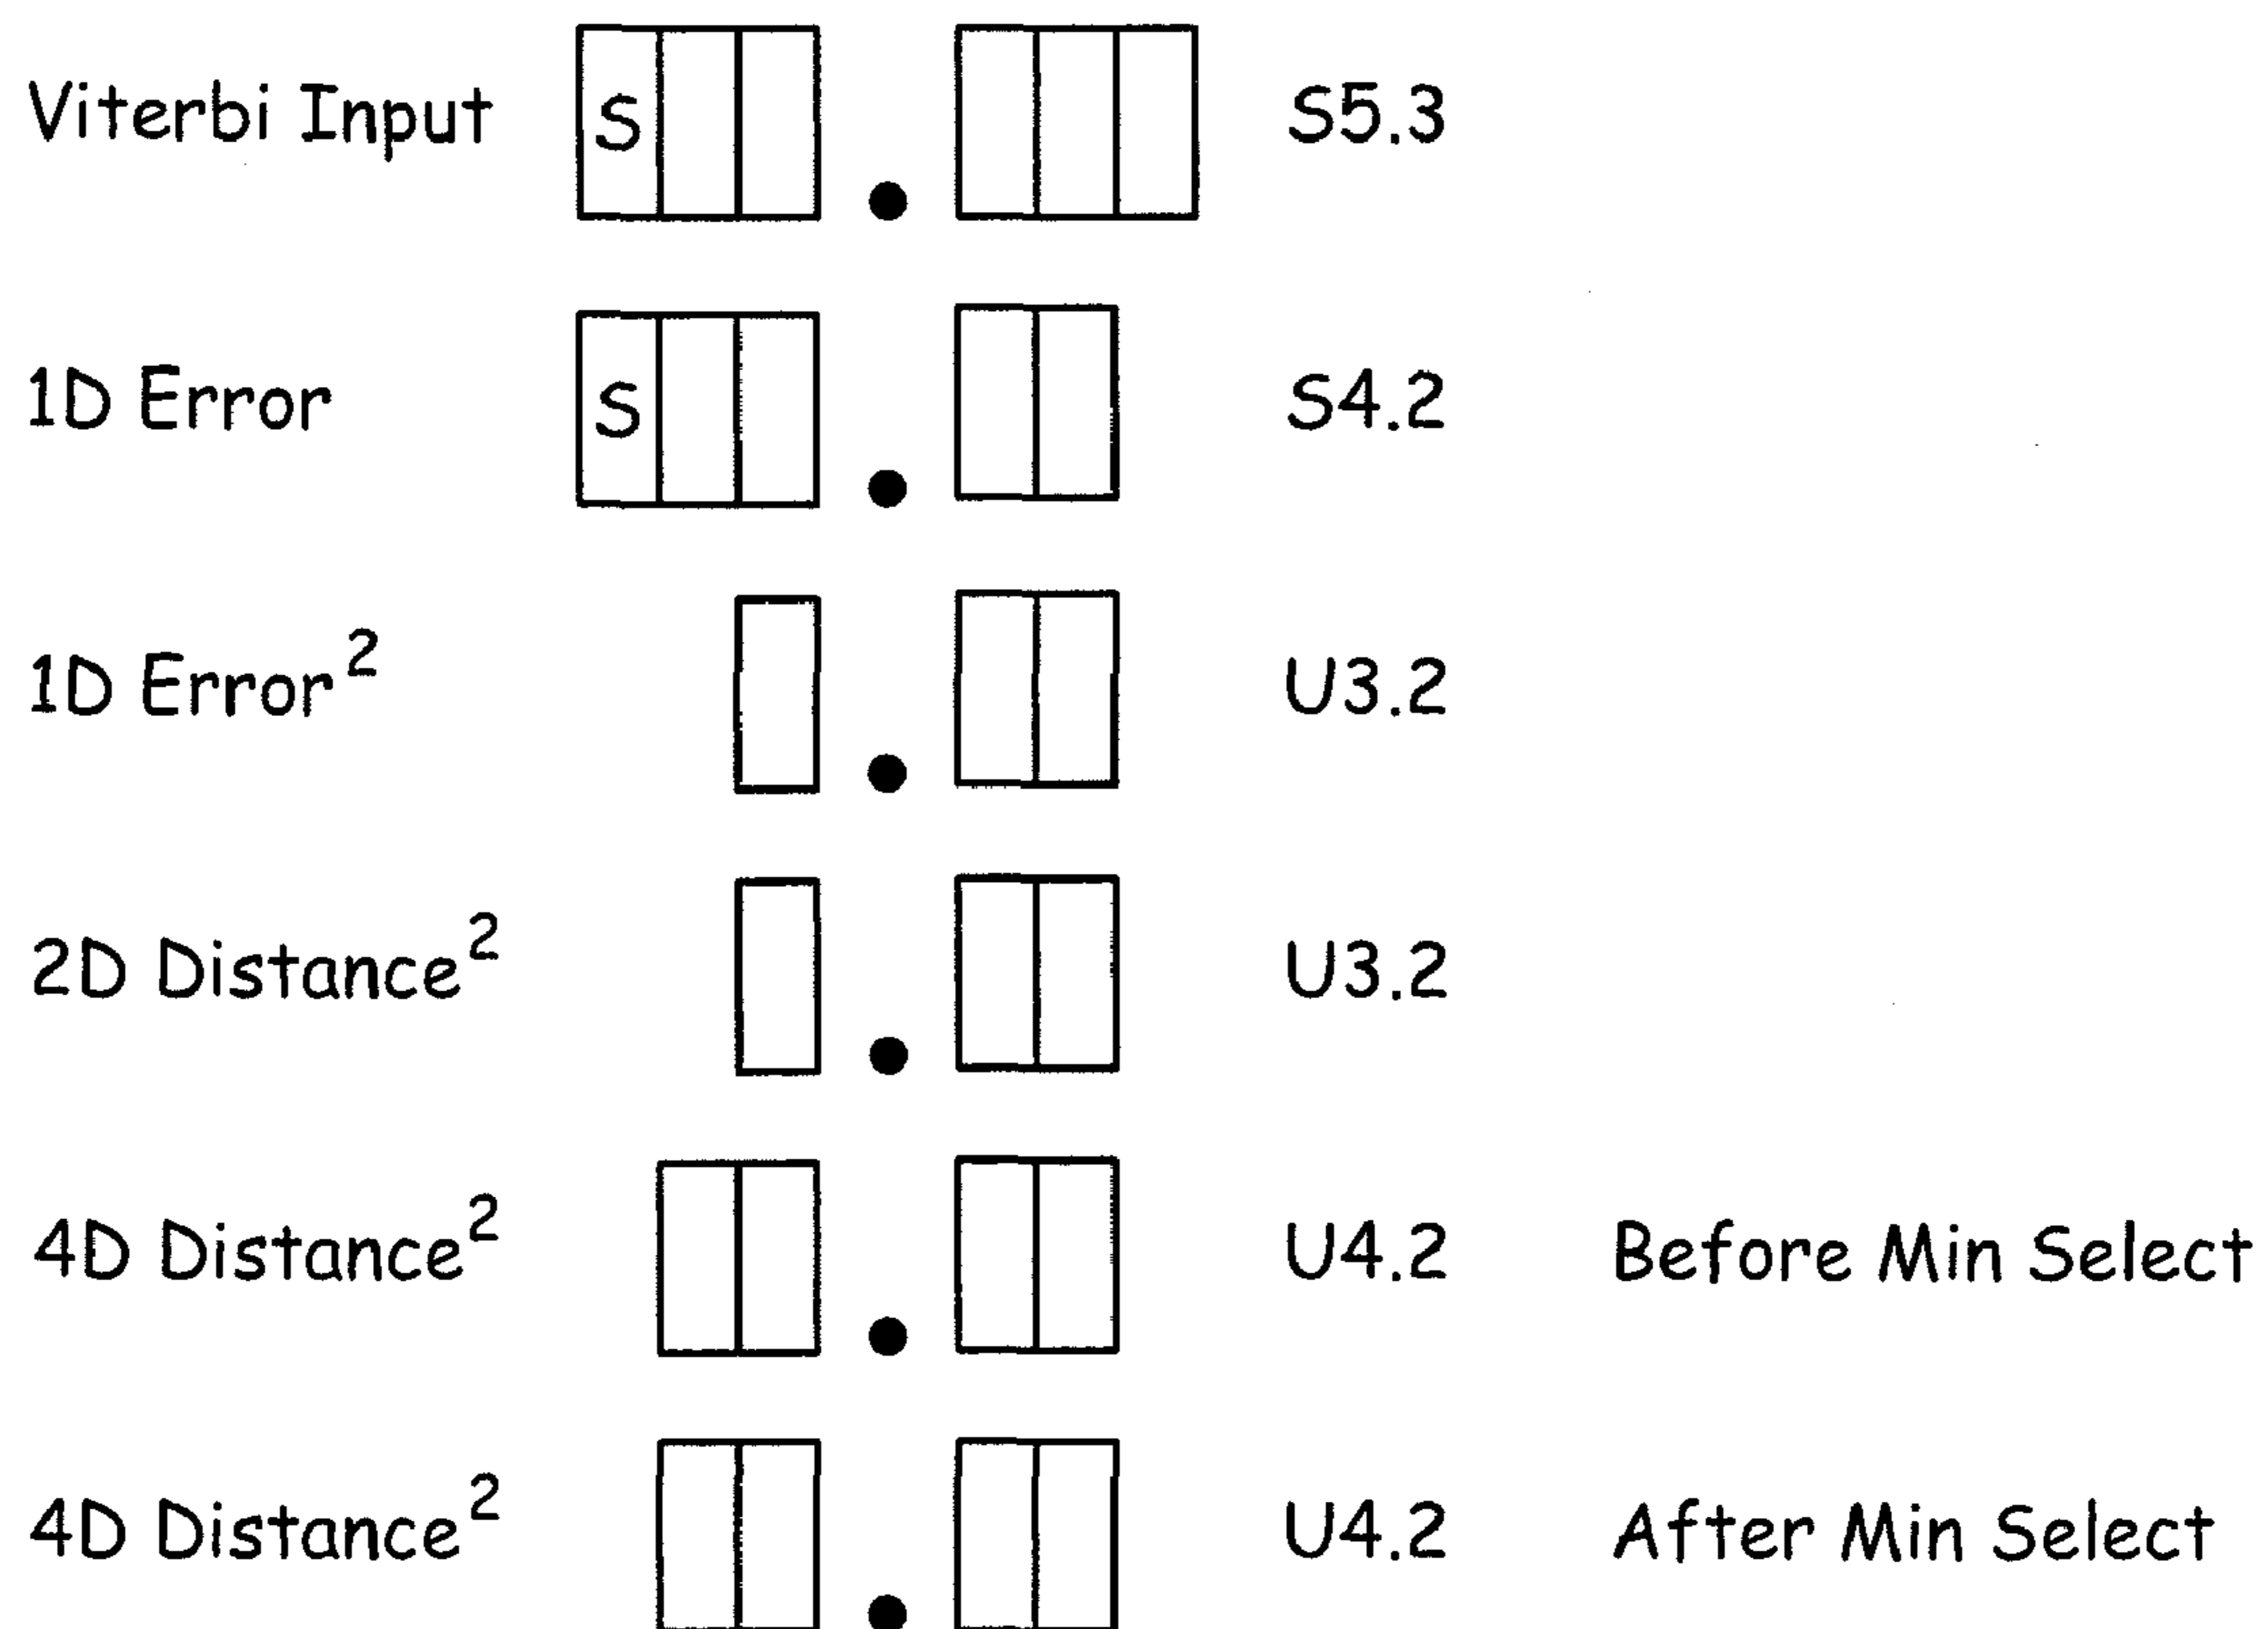 Viterbi Input S . S5.3
1D Error S . S4.2
1D Error² . U3.2
2D Distance² . U3.2
4D Distance² . U4.2 Before Min Select
4D Distance² . U4.2 After Min Select